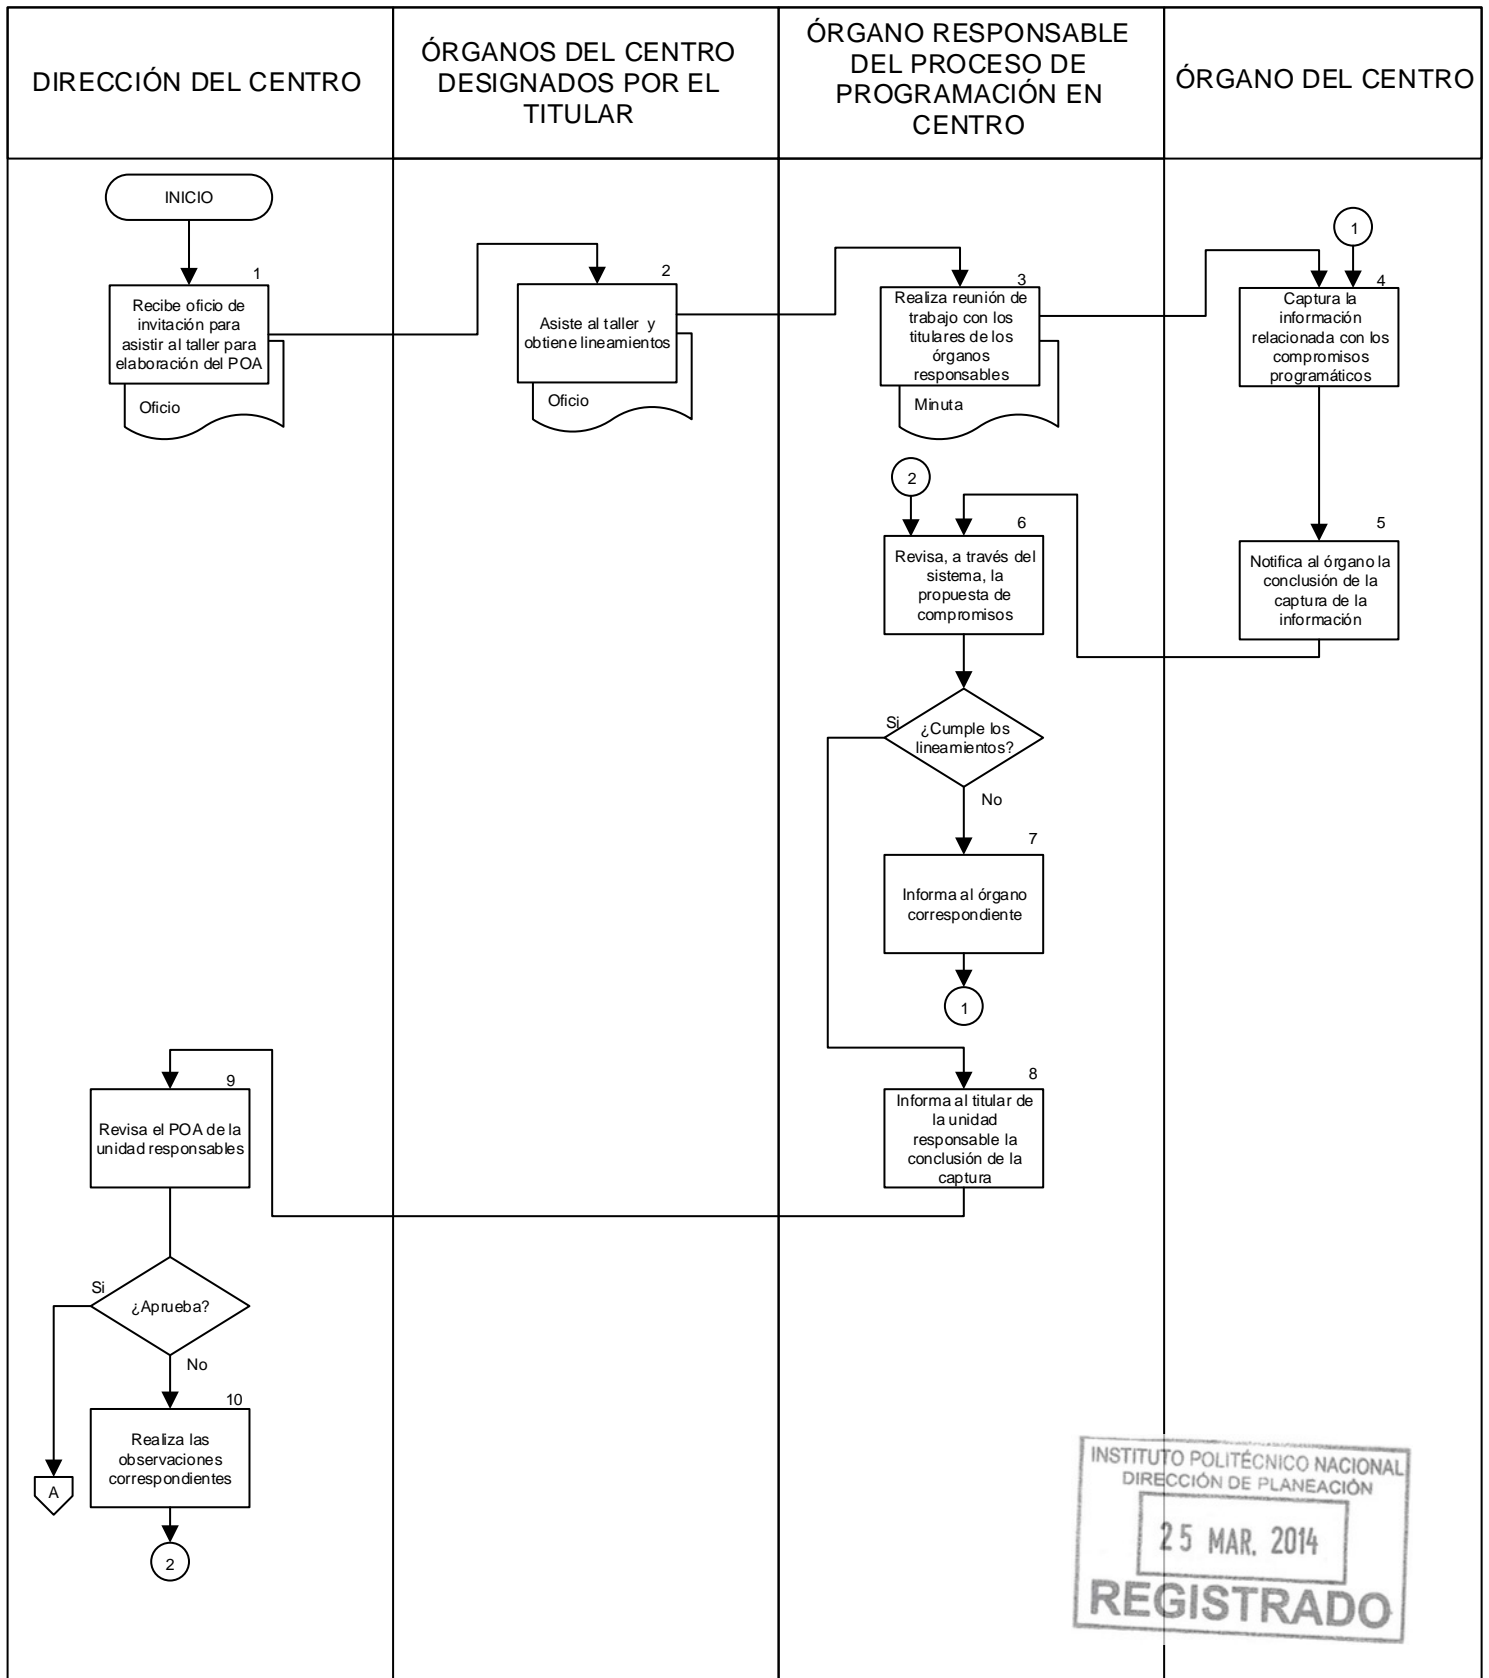 DIRECCIÓN DEL CENTRO
ÓRGANOS DEL CENTRO
DESIGNADOS POR EL
TITULAR
ÓRGANO RESPONSABLE
DEL PROCESO DE
PROGRAMACIÓN EN
CENTRO
ÓRGANO DEL CENTRO
INICIO
1
Recibe oficio de
invitación para
asistir al taller para
elaboración del POA
Oficio
2
Asiste al taller y
obtiene lineamientos
Oficio
3
Realiza reunión de
trabajo con los
titulares de los
órganos
responsables
Minuta
1
4
Captura la
información
relacionada con los
compromisos
programáticos
5
Notifica al órgano la
conclusión de la
captura de la
información
2
6
Revisa, a través del
sistema, la
propuesta de
compromisos
Si
¿Cumple los
lineamientos?
No
7
Informa al órgano
correspondiente
1
8
Informa al titular de
la unidad
responsable la
conclusión de la
captura
9
Revisa el POA de la
unidad responsables
Si
¿Aprueba?
No
10
Realiza las
observaciones
correspondientes
A
2
INSTITUTO POLITÉCNICO NACIONAL
DIRECCIÓN DE PLANEACIÓN
25 MAR. 2014
REGISTRADO